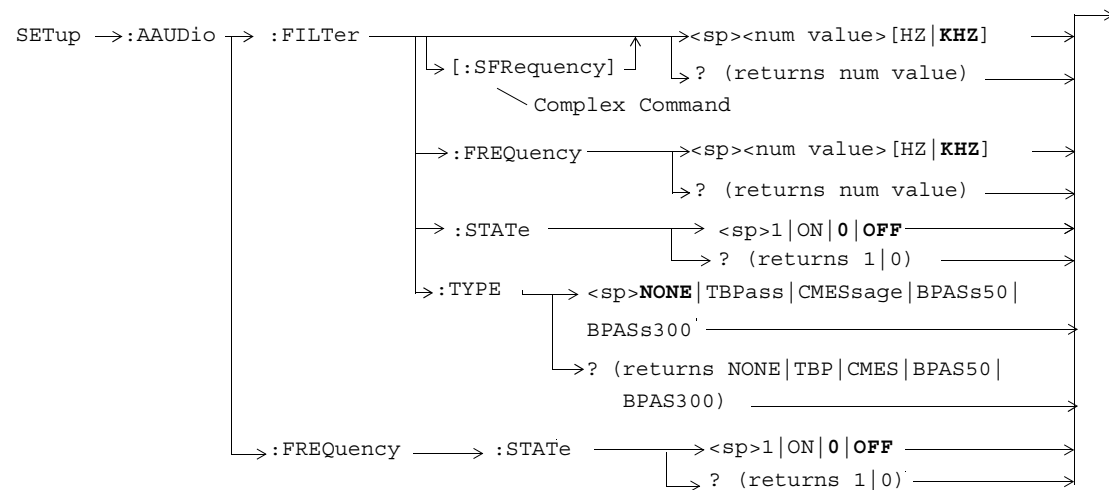 SETup :AAUDio :FILTer <sp><num value>[HZ|KHZ]
[:SFRequency] ? (returns num value)
Complex Command
:FREQuency <sp><num value>[HZ|KHZ]
? (returns num value)
:STATe <sp>1|ON|0|OFF
? (returns 1|0)
:TYPE <sp>NONE|TBPass|CMESsage|BPASs50|
BPASs300
? (returns NONE|TBP|CMES|BPAS50|
BPAS300)
:FREQuency :STATe <sp>1|ON|0|OFF
? (returns 1|0)